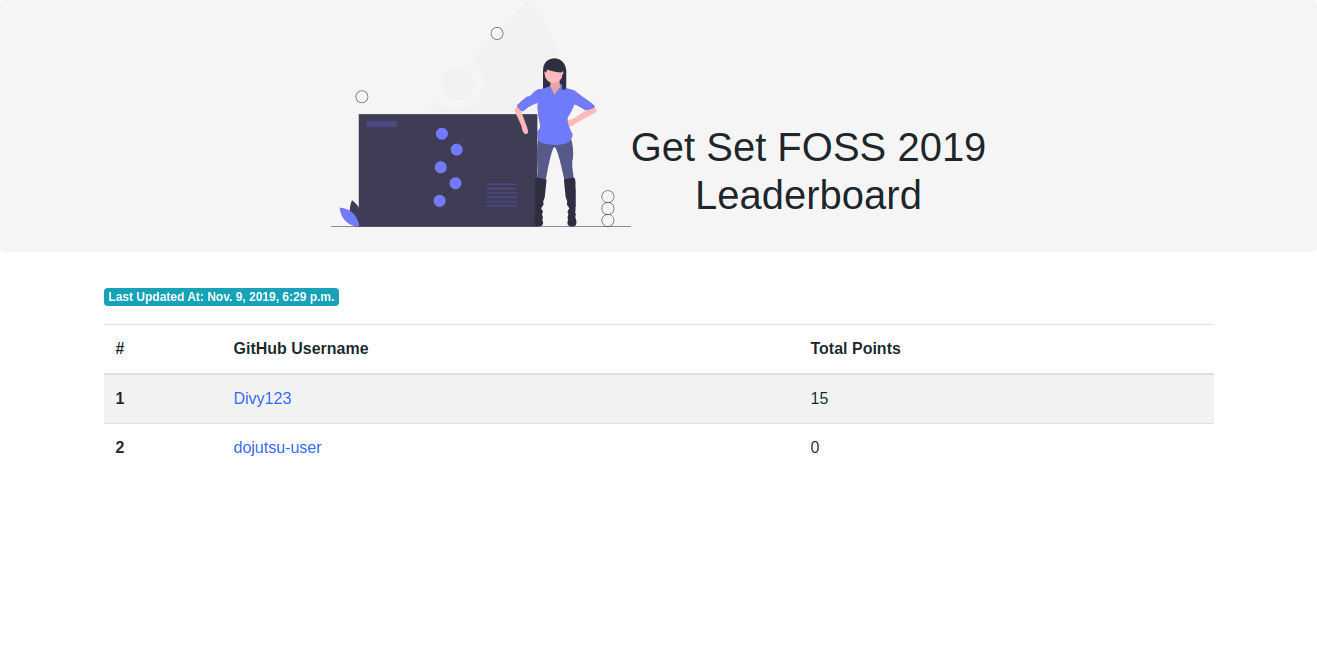 Get Set FOSS 2019
Leaderboard
Last Updated At: Nov. 9, 2019, 6:29 p.m.
# GitHub Username Total Points
1 Divy123 15
2 dojutsu-user 0